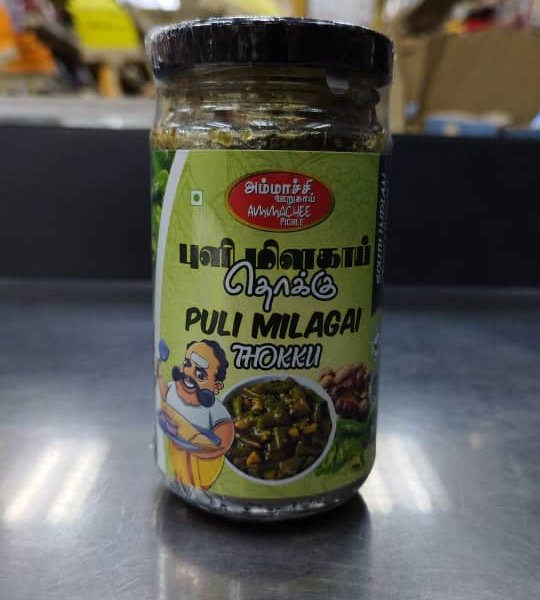 அம்மாச்சி
ஊறுகாய்
AMMACHEE
PICKLE
புளி மிளகாய்
தொக்கு
PULI MILAGAI
THOKKU